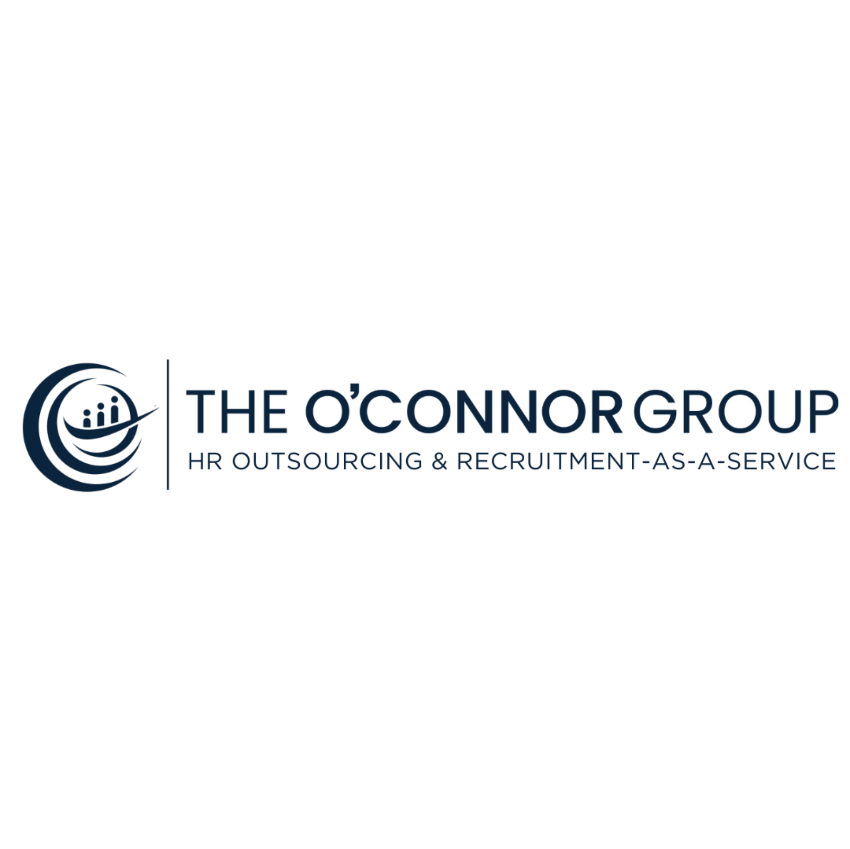 THE O’CONNOR GROUP
HR OUTSOURCING & RECRUITMENT-AS-A-SERVICE